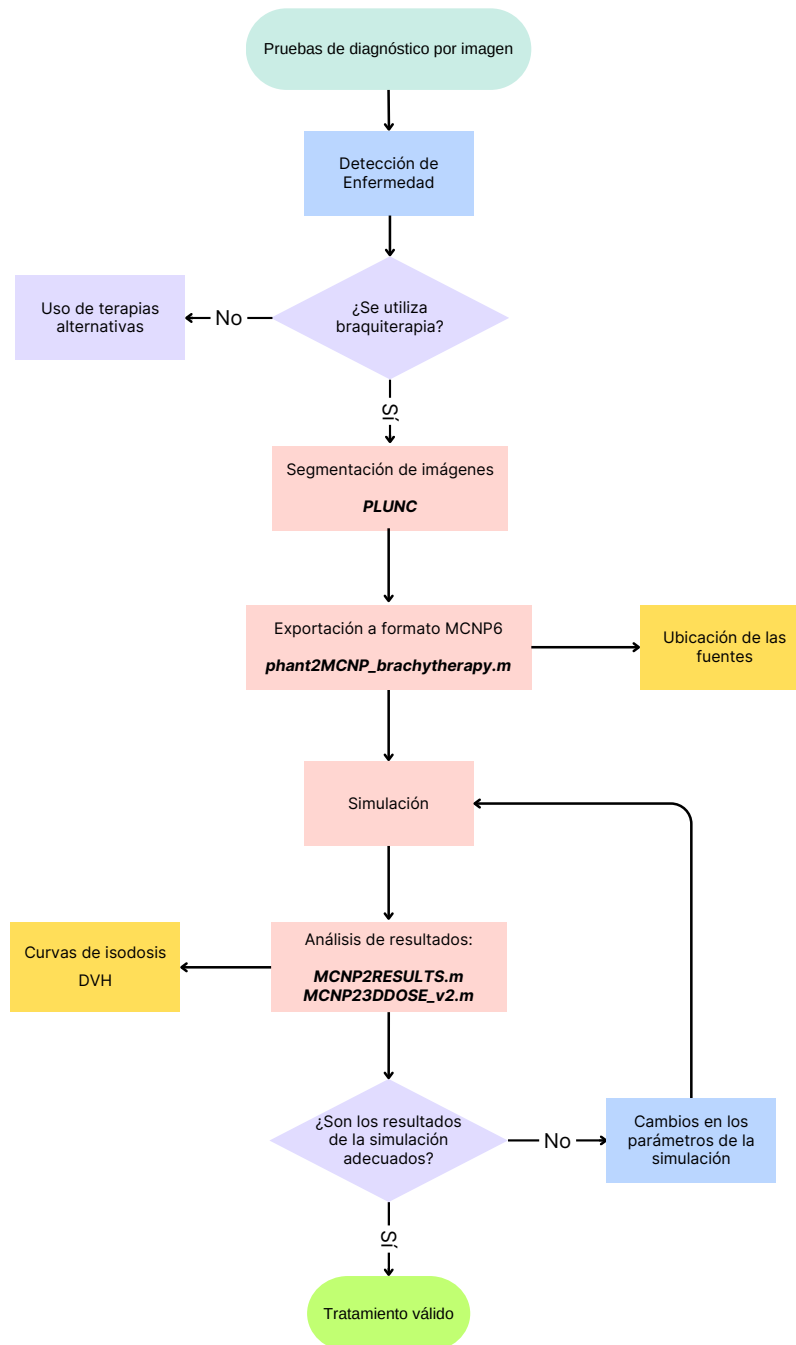 Pruebas de diagnóstico por imagen
Detección de
Enfermedad
¿Se utiliza
braquiterapia?
No
Uso de terapias
alternativas
Sí
Segmentación de imágenes
PLUNC
Exportación a formato MCNP6
phant2MCNP_brachytherapy.m
Ubicación de las
fuentes
Simulación
Análisis de resultados:
MCNP2RESULTS.m
MCNP23DDOSE_v2.m
Curvas de isodosis
DVH
¿Son los resultados
de la simulación
adecuados?
No
Cambios en los
parámetros de la
simulación
Sí
Tratamiento válido